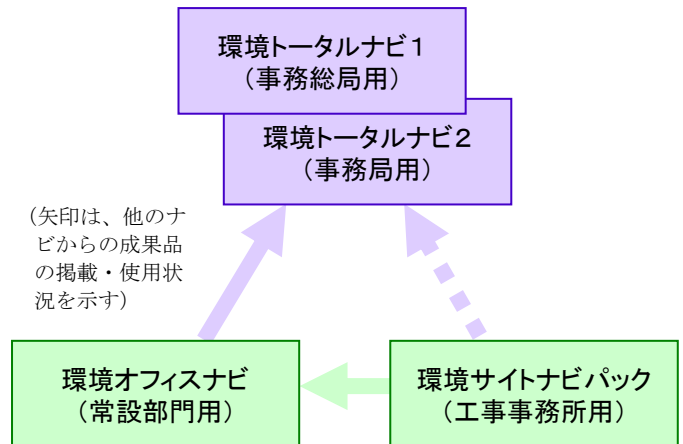 環境トータルナビ１
（事務総局用）
環境トータルナビ２
（事務局用）
（矢印は、他のナ
ビからの成果品
の掲載・使用状
況を示す）
環境オフィスナビ
（常設部門用）
環境サイトナビパック
（工事事務所用）